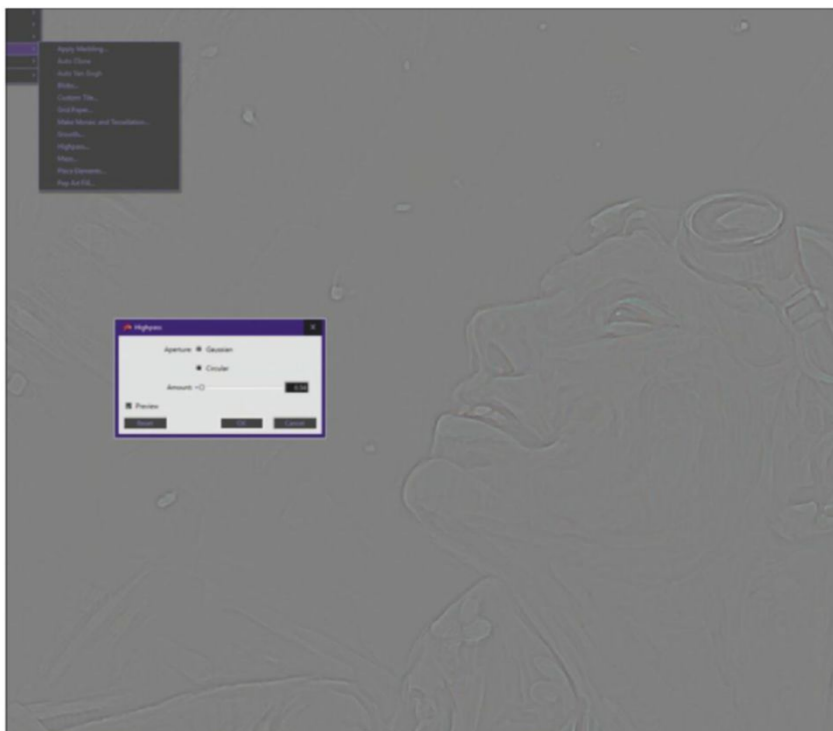 Apply Marbling...
Auto Clone
Auto Van Gogh
Blobs...
Custom Tile...
Grid Paper...
Make Mosaic and Tessellation...
Growth...
Highpass...
Maze...
Place Elements...
Pop Art Fill...
Highpass
Aperture: Gaussian
Circular
Amount:
Preview
Reset OK Cancel